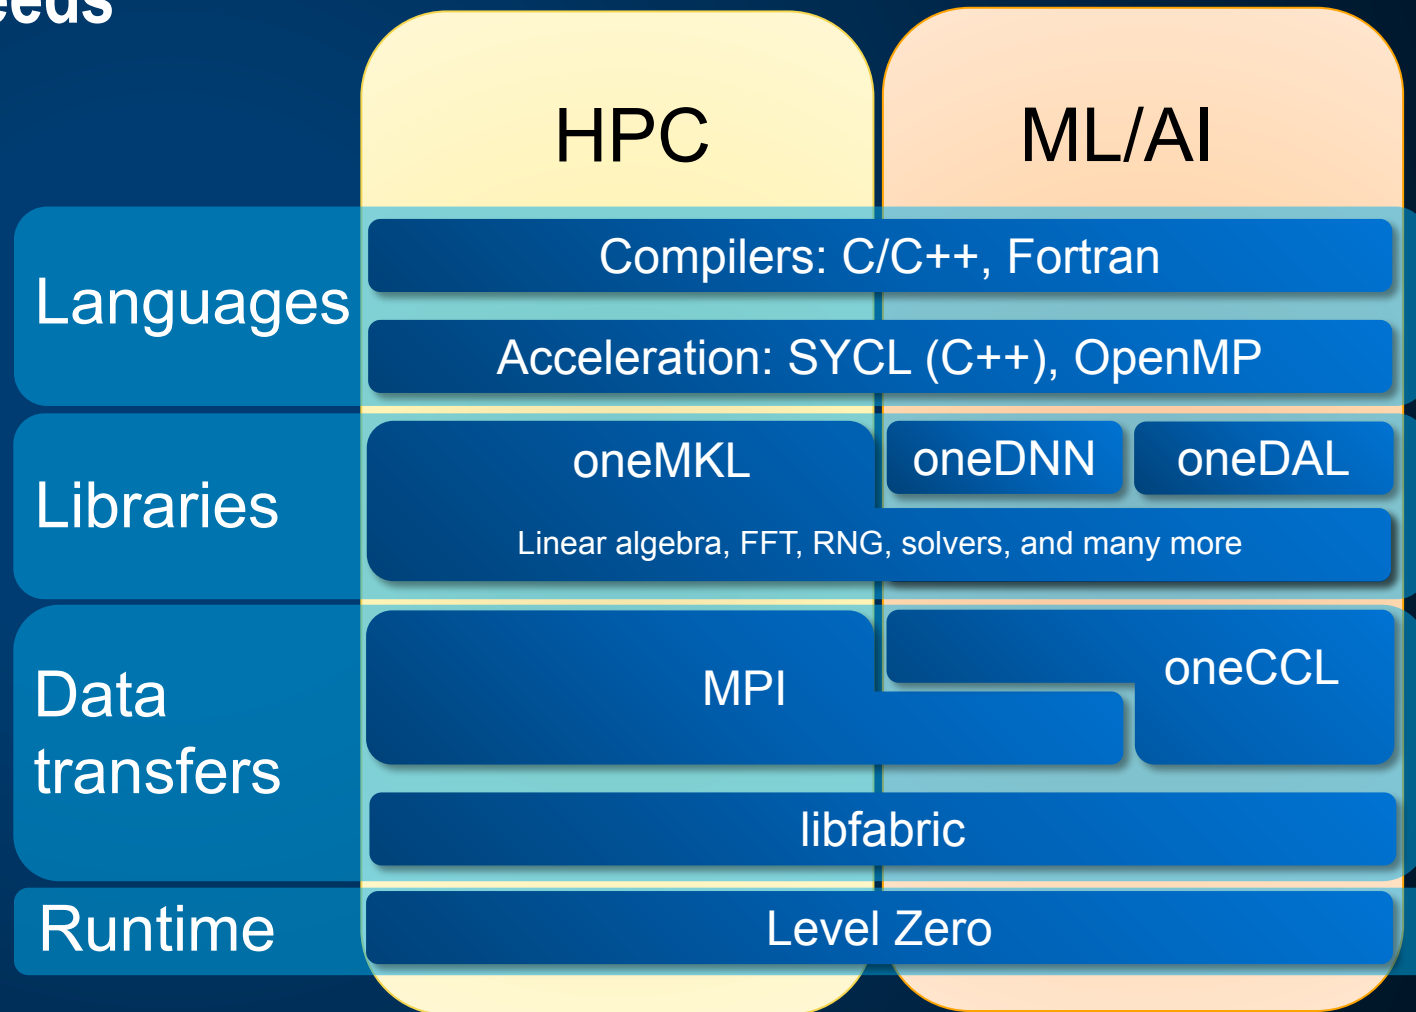 HPC
ML/AI
Languages
Compilers: C/C++, Fortran
Acceleration: SYCL (C++), OpenMP
Libraries
oneMKL
oneDNN
oneDAL
Linear algebra, FFT, RNG, solvers, and many more
Data
transfers
MPI
oneCCL
libfabric
Runtime
Level Zero